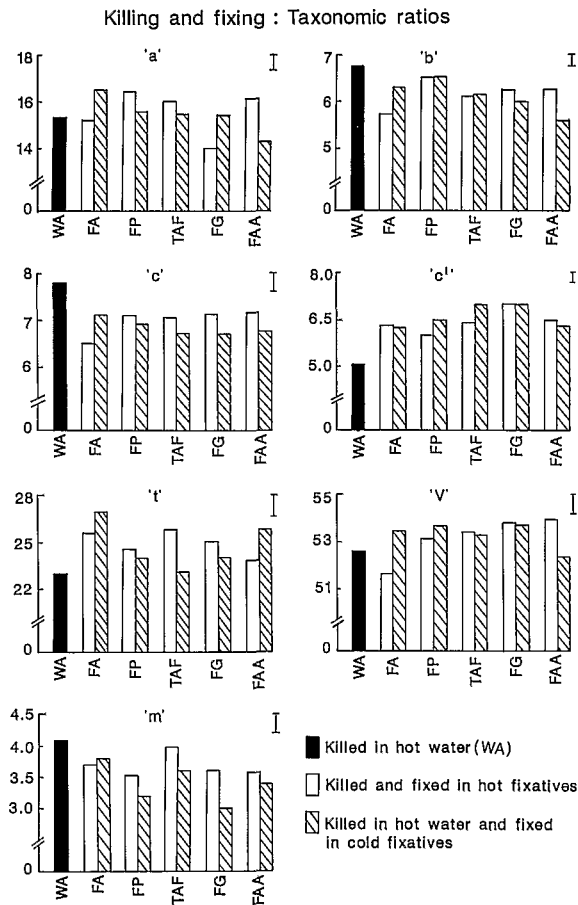 Killing and fixing : Taxonomic ratios
'a'
18
16
14
0
WA FA FP TAF FG FAA
'b'
7
6
5
0
WA FA FP TAF FG FAA
'c'
8
7
6
0
WA FA FP TAF FG FAA
'c''
8.0
6.5
5.0
0
WA FA FP TAF FG FAA
't'
28
25
22
0
WA FA FP TAF FG FAA
'V'
55
53
51
0
WA FA FP TAF FG FAA
'm'
4.5
4.0
3.5
3.0
0
WA FA FP TAF FG FAA
Killed in hot water (WA)
Killed and fixed in hot fixatives
Killed in hot water and fixed
in cold fixatives